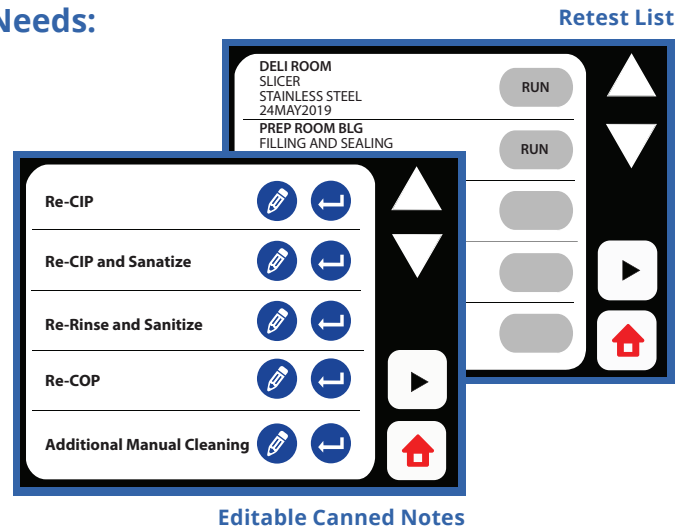 Needs:
Retest List
DELI ROOM
SLICER
STAINLESS STEEL
24MAY2019
RUN
PREP ROOM BLG
FILLING AND SEALING
RUN
Re-CIP
Re-CIP and Sanatize
Re-Rinse and Sanitize
Re-COP
Additional Manual Cleaning
Editable Canned Notes